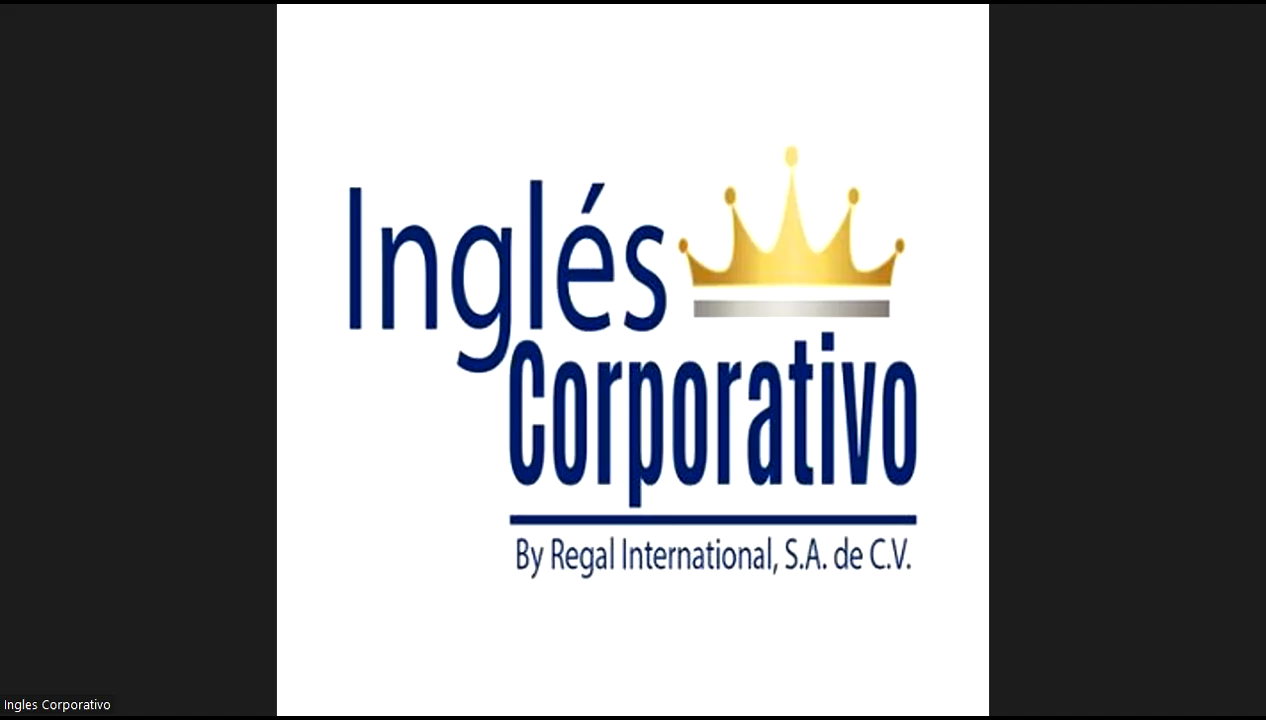 Inglés
Corporativo
By Regal International, S.A. de C.V.
Ingles Corporativo